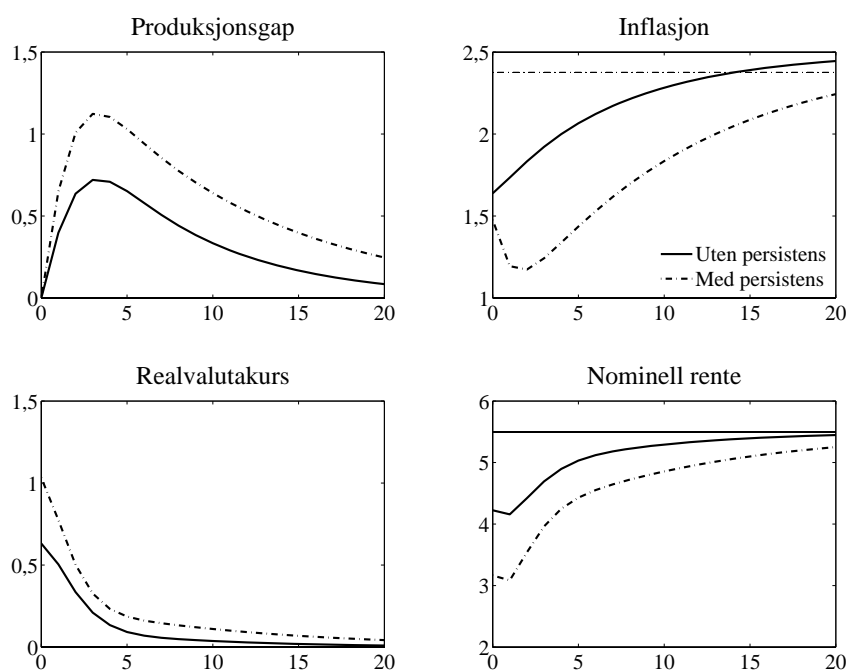 Produksjonsgap
1,5
1
0,5
0
0 5 10 15 20
Inflasjon
2,5
2
1,5
1
Uten persistens
Med persistens
0 5 10 15 20
Realvalutakurs
1,5
1
0,5
0
0 5 10 15 20
Nominell rente
6
5
4
3
2
0 5 10 15 20